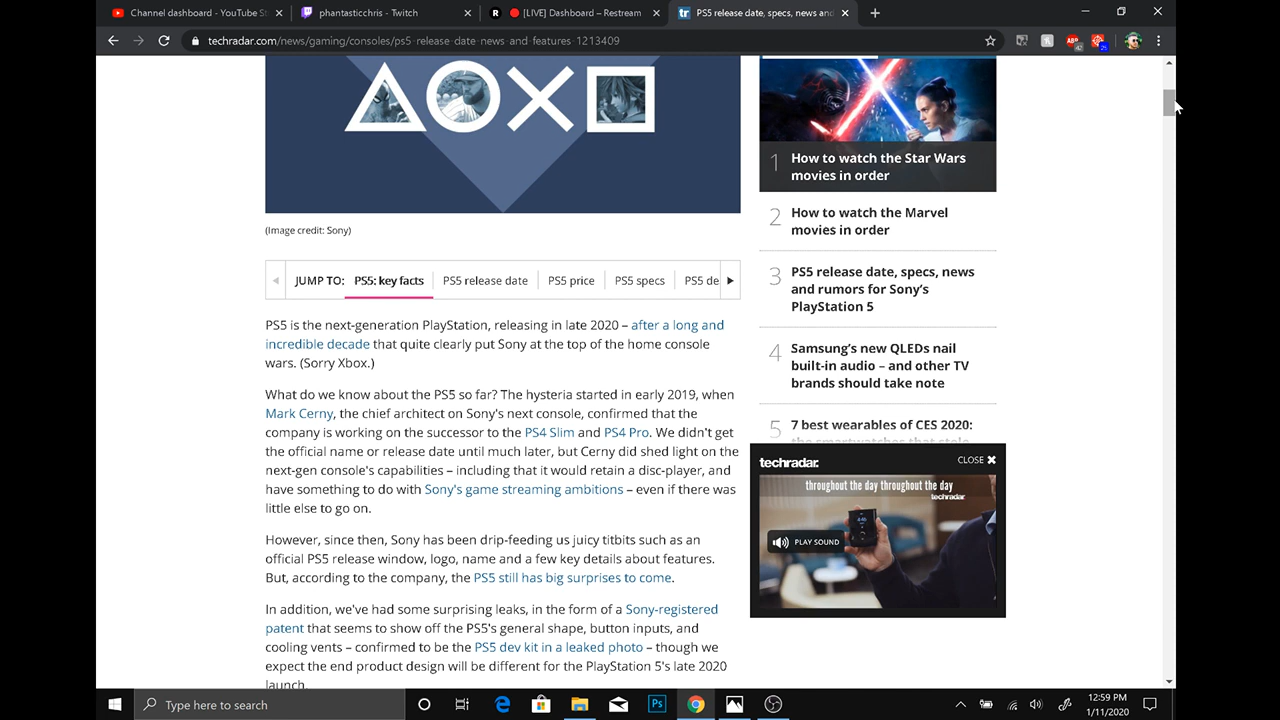 Channel dashboard - YouTube St
phantasticchris - Twitch
[LIVE] Dashboard – Restream
PS5 release date, specs, news and
techradar.com/news/gaming/consoles/ps5-release-date-news-and-features-1213409
(Image credit: Sony)
JUMP TO: PS5: key facts PS5 release date PS5 price PS5 specs PS5 de
PS5 is the next-generation PlayStation, releasing in late 2020 – after a long and
incredible decade that quite clearly put Sony at the top of the home console
wars. (Sorry Xbox.)
What do we know about the PS5 so far? The hysteria started in early 2019, when
Mark Cerny, the chief architect on Sony's next console, confirmed that the
company is working on the successor to the PS4 Slim and PS4 Pro. We didn't get
the official name or release date until much later, but Cerny did shed light on the
next-gen console's capabilities – including that it would retain a disc-player, and
have something to do with Sony's game streaming ambitions – even if there was
little else to go on.
However, since then, Sony has been drip-feeding us juicy titbits such as an
official PS5 release window, logo, name and a few key details about features.
But, according to the company, the PS5 still has big surprises to come.
In addition, we've had some surprising leaks, in the form of a Sony-registered
patent that seems to show off the PS5's general shape, button inputs, and
cooling vents – confirmed to be the PS5 dev kit in a leaked photo – though we
expect the end product design will be different for the PlayStation 5's late 2020
launch.
1 How to watch the Star Wars
movies in order
2 How to watch the Marvel
movies in order
3 PS5 release date, specs, news
and rumors for Sony's
PlayStation 5
4 Samsung's new QLEDs nail
built-in audio – and other TV
brands should take note
5 7 best wearables of CES 2020:
the smartwatches that stole
techradar. CLOSE
throughout the day throughout the day
techradar
PLAY SOUND
Type here to search
12:59 PM
1/11/2020